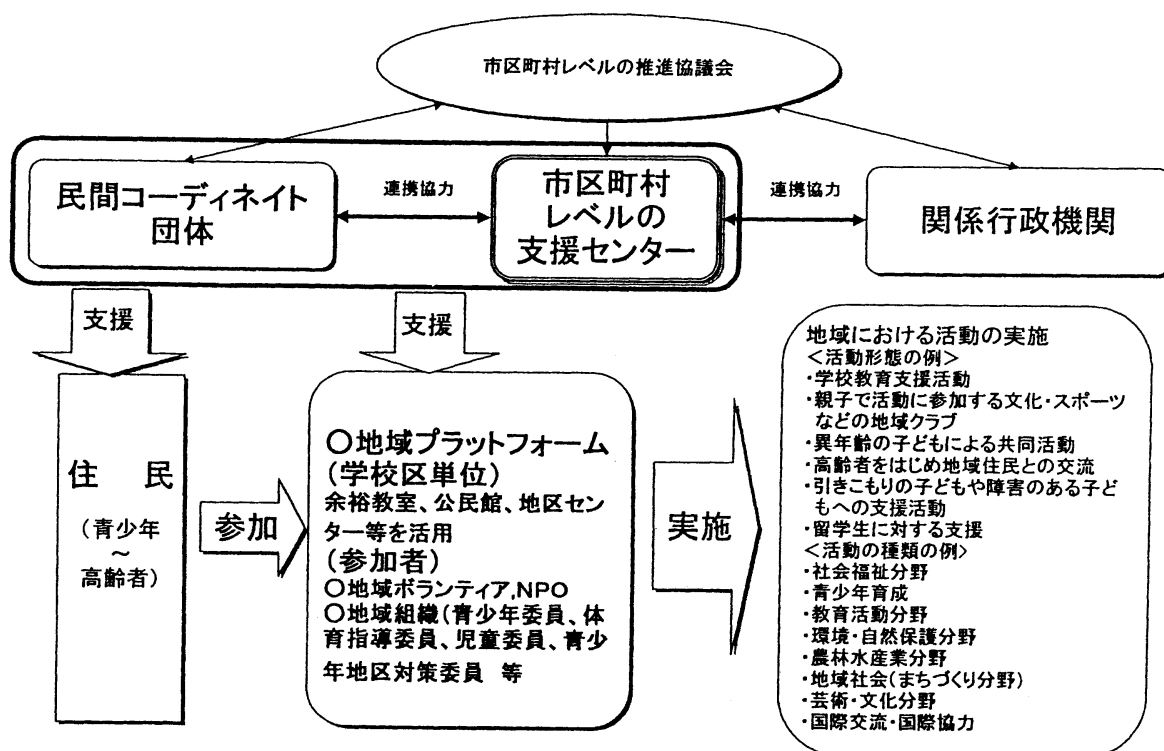 市区町村レベルの推進協議会
民間コーディネイト
団体
連携協力
市区町村
レベルの
支援センター
連携協力
関係行政機関
支援
支援
住 民
(青少年
~
高齢者)
参加
〇地域プラットフォーム
(学校区単位)
余裕教室、公民館、地区セン
ター等を活用
(参加者)
〇地域ボランティア,NPO
〇地域組織(青少年委員、体
育指導委員、児童委員、青少
年地区対策委員 等
実施
地域における活動の実施
<活動形態の例>
・学校教育支援活動
・親子で活動に参加する文化・スポーツ
などの地域クラブ
・異年齢の子どもによる共同活動
・高齢者をはじめ地域住民との交流
・引きこもりの子どもや障害のある子ど
もへの支援活動
・留学生に対する支援
<活動の種類の例>
・社会福祉分野
・青少年育成
・教育活動分野
・環境・自然保護分野
・農林水産業分野
・地域社会(まちづくり分野)
・芸術・文化分野
・国際交流・国際協力